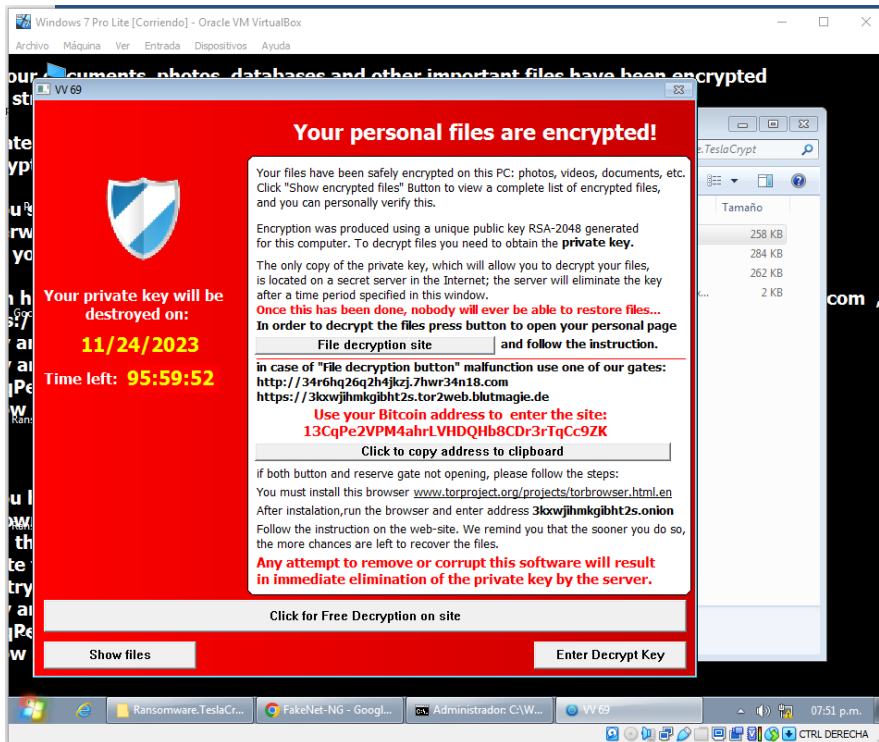 Windows 7 Pro Lite [Corriendo] - Oracle VM VirtualBox
Archivo Máquina Ver Entrada Dispositivos Ayuda
documents, photos, databases and other important files have been encrypted
VV 69
Your personal files are encrypted!
Your files have been safely encrypted on this PC: photos, videos, documents, etc.
Click "Show encrypted files" Button to view a complete list of encrypted files,
and you can personally verify this.
Encryption was produced using a unique public key RSA-2048 generated
for this computer. To decrypt files you need to obtain the private key.
The only copy of the private key, which will allow you to decrypt your files,
is located on a secret server in the Internet; the server will eliminate the key
after a time period specified in this window.
Once this has been done, nobody will ever be able to restore files...
In order to decrypt the files press button to open your personal page
File decryption site and follow the instruction.
in case of "File decryption button" malfunction use one of our gates:
http://34r6hq26q2h4jkzj.7hwr34n18.com
https://3kxwjihmkgibht2s.tor2web.blutmagie.de
Use your Bitcoin address to enter the site:
13CqPe2VPM4ahrLVHDQHb8CDr3rTqCc9ZK
Click to copy address to clipboard
if both button and reserve gate not opening, please follow the steps:
You must install this browser www.torproject.org/projects/torbrowser.html.en
After instalation,run the browser and enter address 3kxwjihmkgibht2s.onion
Follow the instruction on the web-site. We remind you that the sooner you do so,
the more chances are left to recover the files.
Any attempt to remove or corrupt this software will result
in immediate elimination of the private key by the server.
Your private key will be
destroyed on:
11/24/2023
Time left: 95:59:52
Click for Free Decryption on site
Show files
Enter Decrypt Key
.TeslaCrypt
Tamaño
258 KB
284 KB
262 KB
2 KB
com
Ransomware.TeslaCr...
FakeNet-NG - Googl...
Administrador: C:\W...
VV 69
07:51 p.m.
CTRL DERECHA